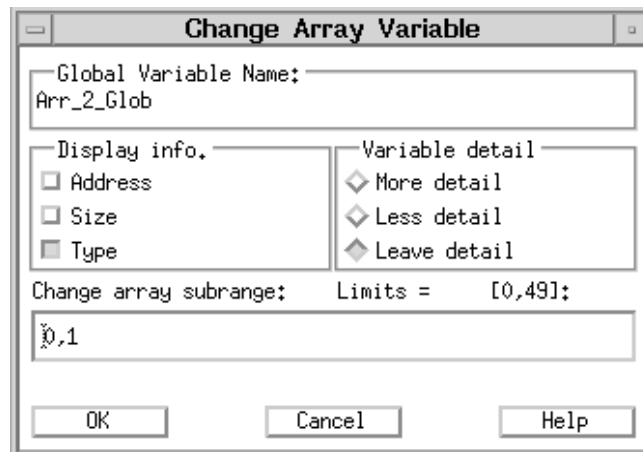 Change Array Variable
Global Variable Name:
Arr_2_Glob
Display info.
Address
Size
Type
Variable detail
More detail
Less detail
Leave detail
Change array subrange: Limits = [0,49]:
0,1
OK Cancel Help